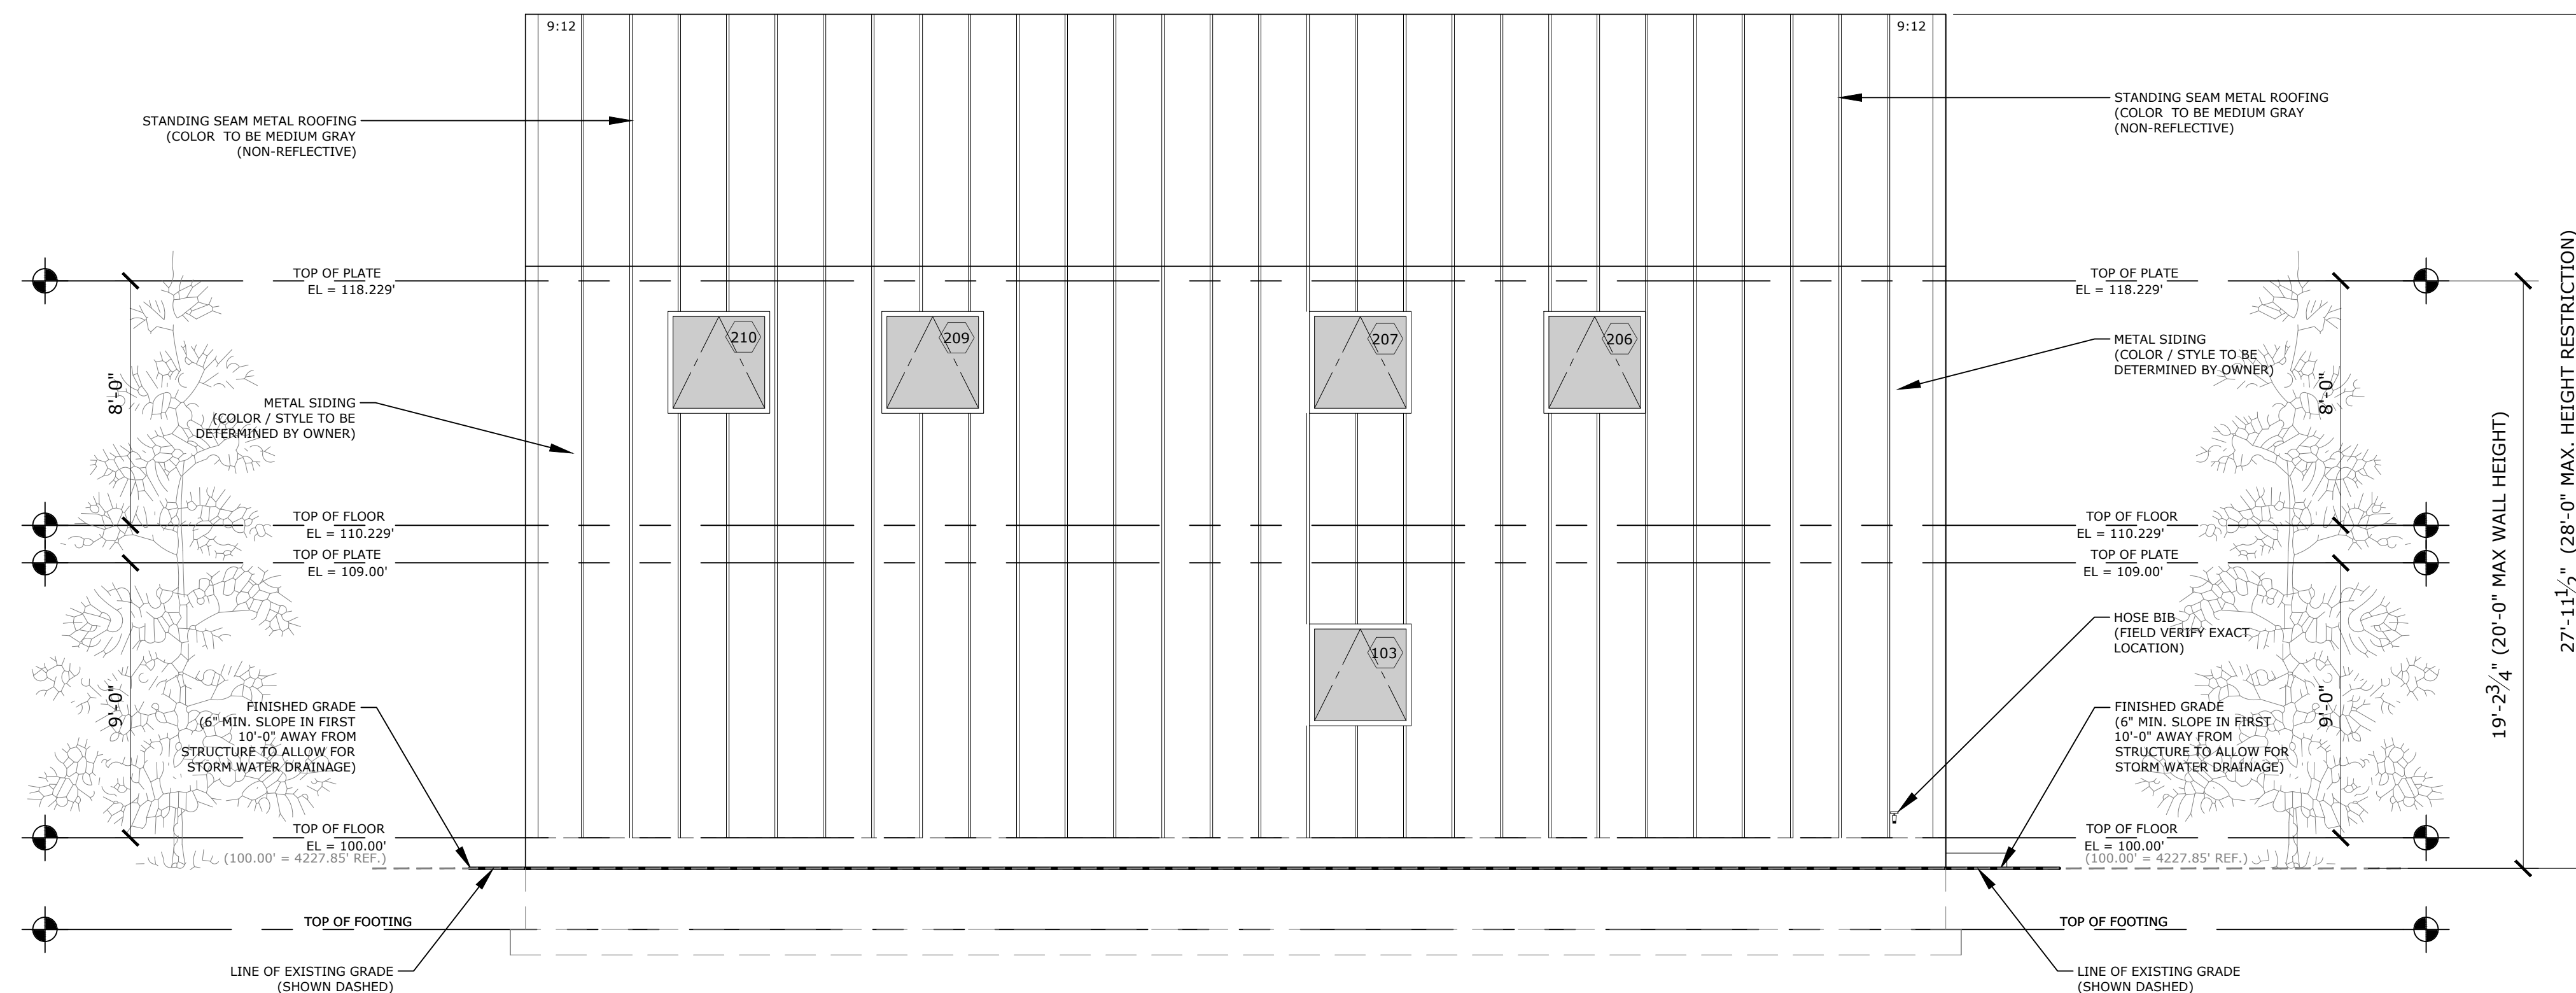 9:12
9:12
STANDING SEAM METAL ROOFING
(COLOR  TO BE MEDIUM GRAY
(NON-REFLECTIVE)
STANDING SEAM METAL ROOFING
(COLOR  TO BE MEDIUM GRAY
(NON-REFLECTIVE)
TOP OF PLATE
EL = 118.229'
TOP OF PLATE
EL = 118.229'
210
209
207
206
8'-0"
METAL SIDING
(COLOR / STYLE TO BE
DETERMINED BY OWNER)
METAL SIDING
(COLOR / STYLE TO BE
DETERMINED BY OWNER)
8'-0"
TOP OF FLOOR
EL = 110.229'
TOP OF PLATE
EL = 109.00'
TOP OF FLOOR
EL = 110.229'
TOP OF PLATE
EL = 109.00'
19'-2 3/4" (20'-0" MAX WALL HEIGHT)
27'-11 1/2" (28'-0" MAX. HEIGHT RESTRICTION)
103
HOSE BIB
(FIELD VERIFY EXACT
LOCATION)
9'-0"
FINISHED GRADE
(6" MIN. SLOPE IN FIRST
10'-0" AWAY FROM
STRUCTURE TO ALLOW FOR
STORM WATER DRAINAGE)
FINISHED GRADE
(6" MIN. SLOPE IN FIRST
10'-0" AWAY FROM
STRUCTURE TO ALLOW FOR
STORM WATER DRAINAGE)
9'-0"
TOP OF FLOOR
EL = 100.00'
(100.00' = 4227.85' REF.)
TOP OF FLOOR
EL = 100.00'
(100.00' = 4227.85' REF.)
TOP OF FOOTING
TOP OF FOOTING
LINE OF EXISTING GRADE
(SHOWN DASHED)
LINE OF EXISTING GRADE
(SHOWN DASHED)